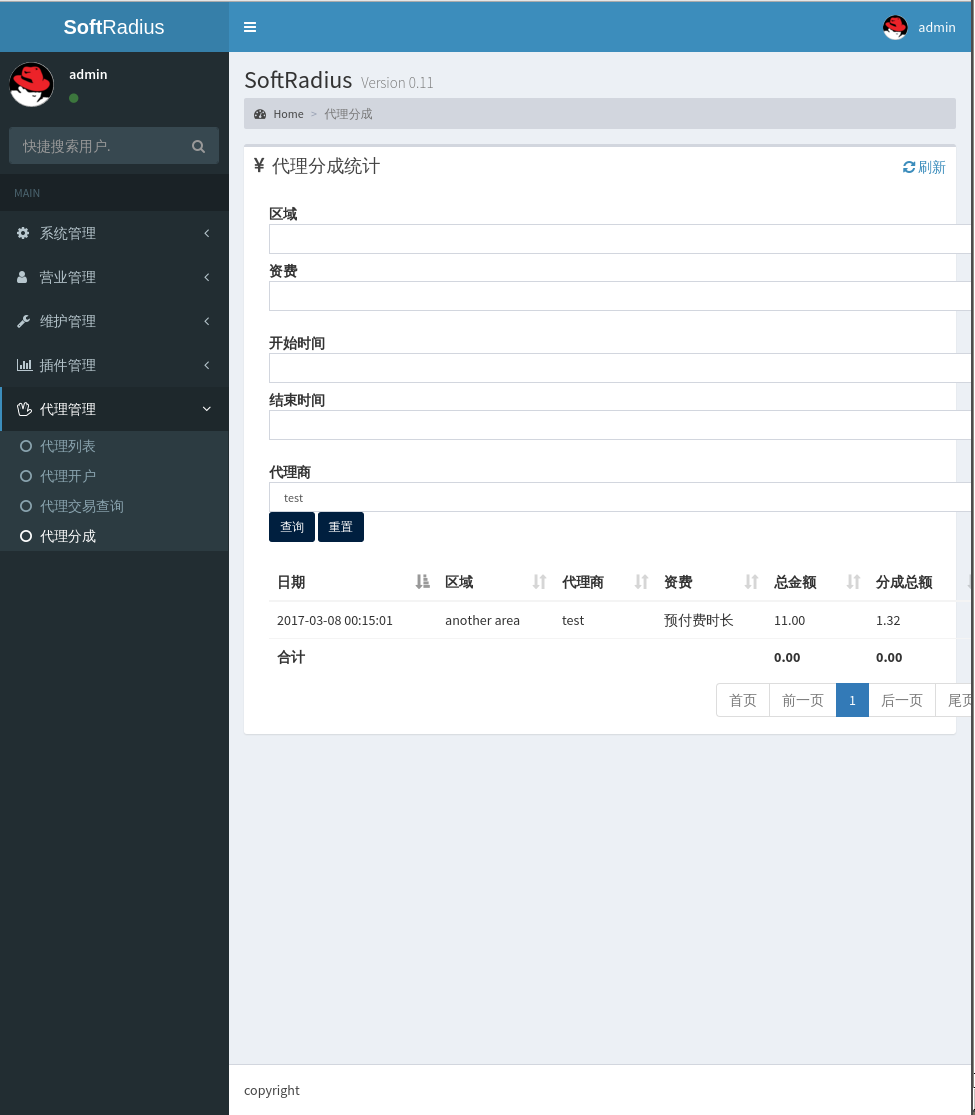 SoftRadius
admin
admin
快捷搜索用户.
MAIN
系统管理
营业管理
维护管理
插件管理
代理管理
代理列表
代理开户
代理交易查询
代理分成
SoftRadius Version 0.11
Home > 代理分成
¥ 代理分成统计
刷新
区域
资费
开始时间
结束时间
代理商
test
查询 重置
日期 区域 代理商 资费 总金额 分成总额
2017-03-08 00:15:01 another area test 预付费时长 11.00 1.32
合计 0.00 0.00
首页 前一页 1 后一页 尾页
copyright